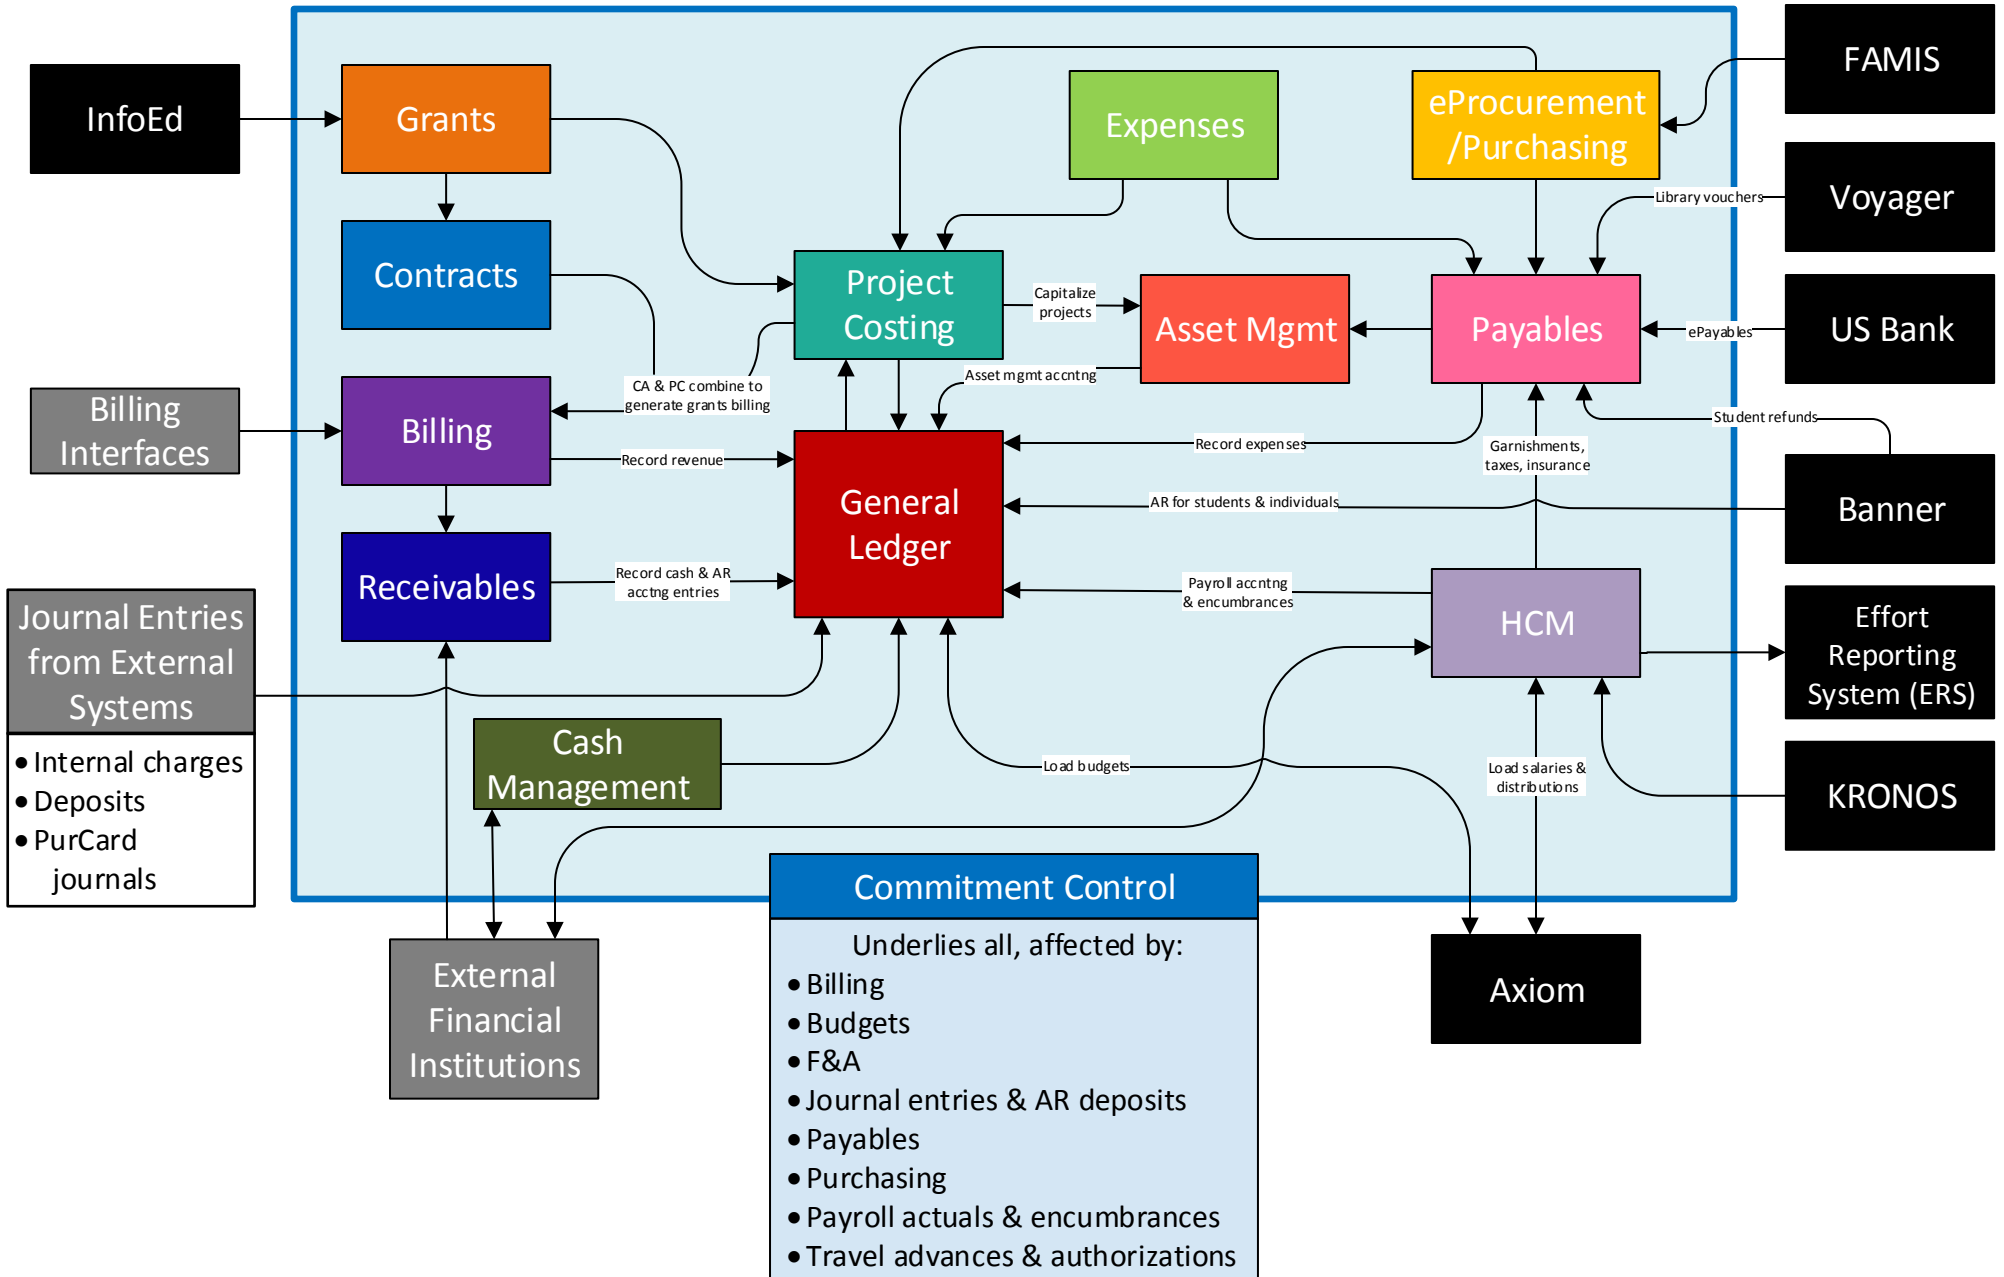 InfoEd
Grants
Contracts
Expenses
eProcurement
/Purchasing
FAMIS
Library vouchers
Voyager
Project
Costing
Capitalize
projects
Asset Mgmt
Payables
ePayables
US Bank
CA & PC combine to
generate grants billing
Asset mgmt accntng
Billing
Interfaces
Billing
Record revenue
General
Ledger
Record expenses
Garnishments,
taxes, insurance
Student refunds
AR for students & individuals
Banner
Receivables
Record cash & AR
acctng entries
Payroll accntng
& encumbrances
HCM
Effort
Reporting
System (ERS)
Journal Entries
from External
Systems
• Internal charges
• Deposits
• PurCard
journals
Cash
Management
Load budgets
Load salaries &
distributions
KRONOS
External
Financial
Institutions
Axiom
Commitment Control
Underlies all, affected by:
• Billing
• Budgets
• F&A
• Journal entries & AR deposits
• Payables
• Purchasing
• Payroll actuals & encumbrances
• Travel advances & authorizations